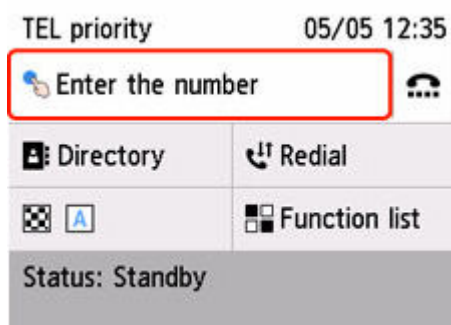 TEL priority 05/05 12:35
Enter the number
Directory Redial
A Function list
Status: Standby